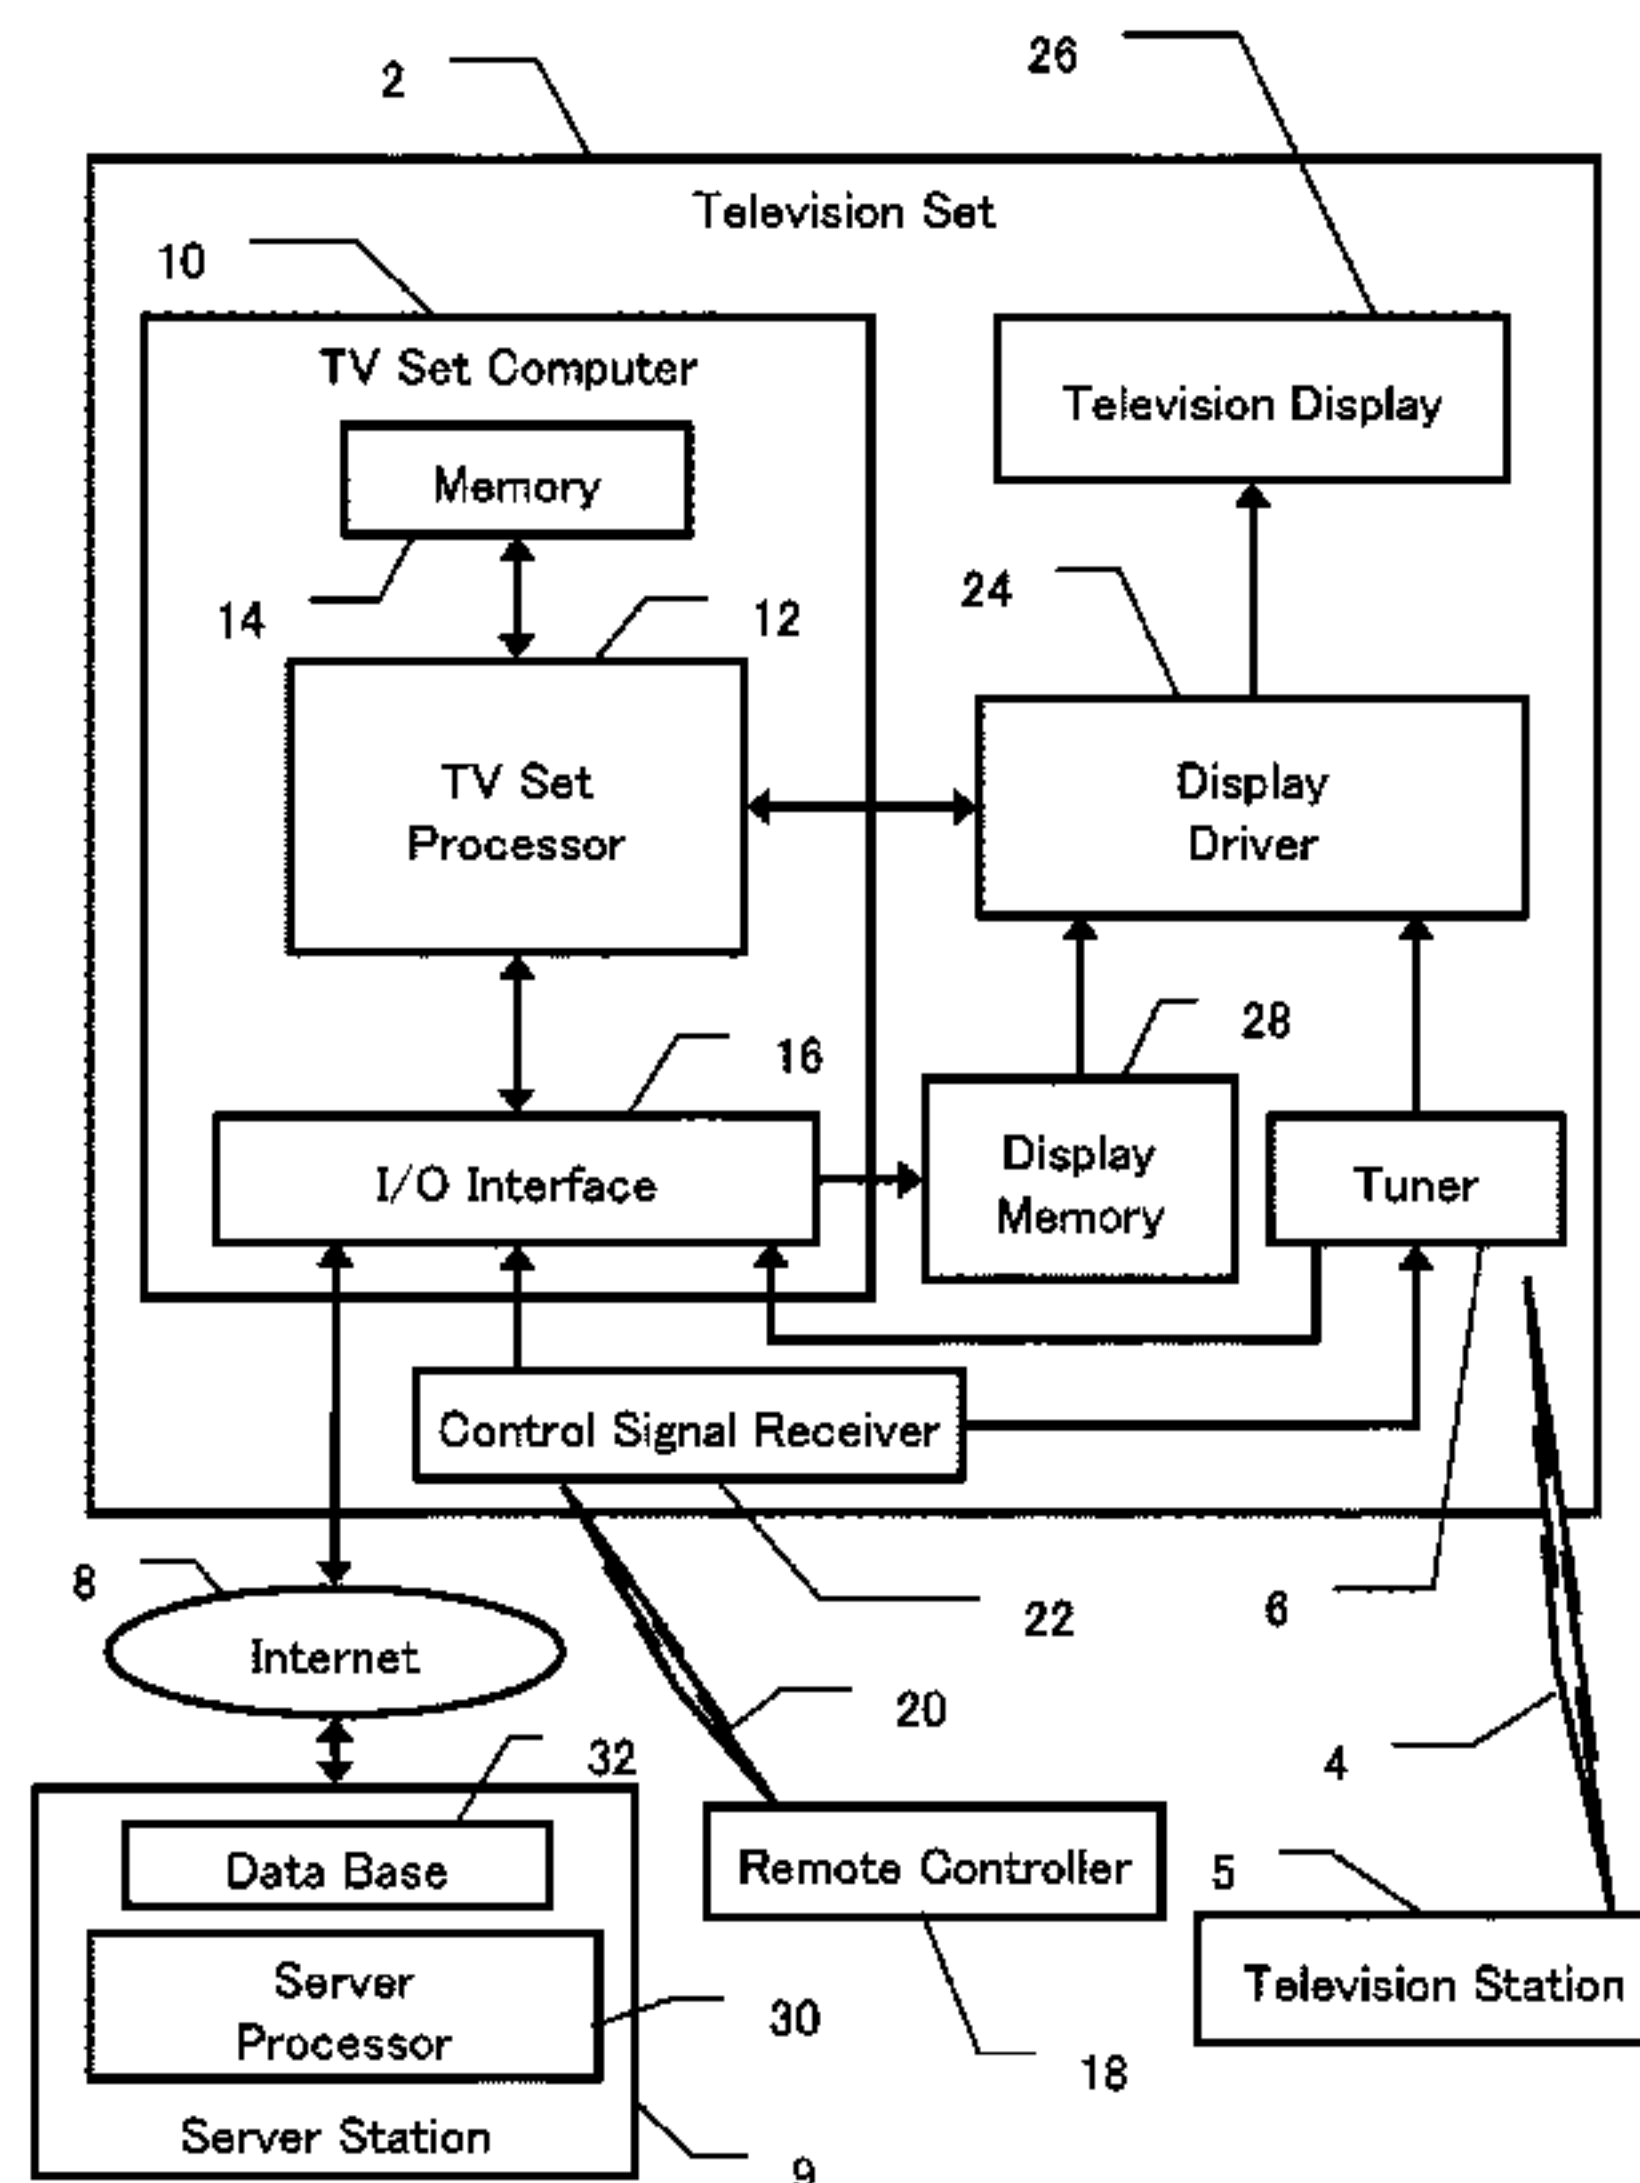 2
26
Television Set
10
TV Set Computer
Television Display
Memory
14
12
24
TV Set
Processor
Display
Driver
16
28
I/O Interface
Display
Memory
Tuner
Control Signal Receiver
8
22
6
Internet
20
4
32
Data Base
Remote Controller
5
Server
Processor
30
Television Station
18
Server Station
9